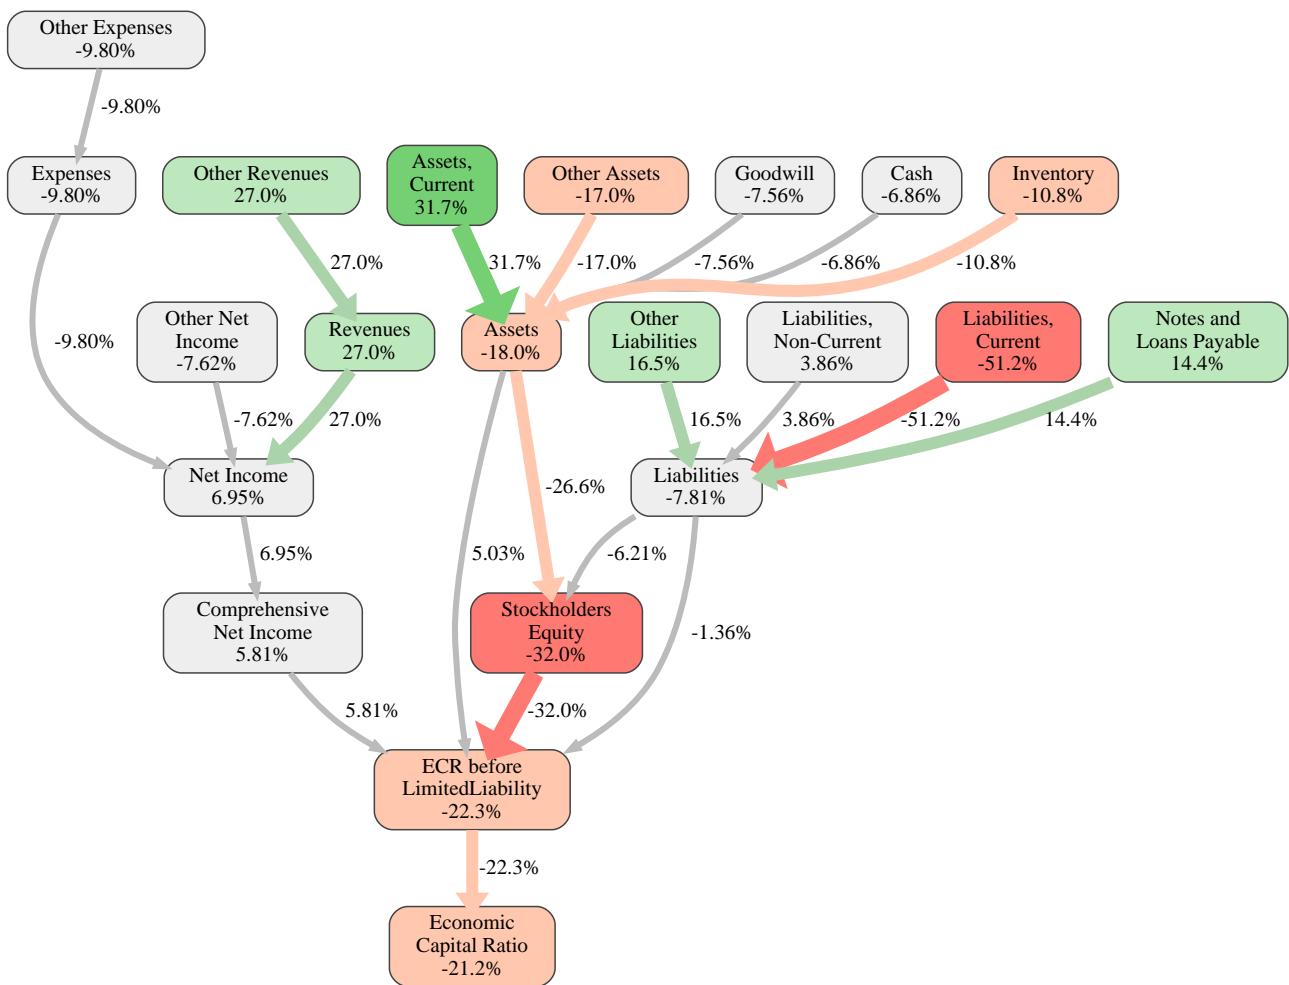 Other Expenses
-9.80%
-9.80%
Expenses
-9.80%
Other Revenues
27.0%
Assets,
Current
31.7%
Other Assets
-17.0%
Goodwill
-7.56%
Cash
-6.86%
Inventory
-10.8%
27.0%
31.7%
-17.0%
-7.56%
-6.86%
-10.8%
-9.80%
Other Net
Income
-7.62%
Revenues
27.0%
Assets
-18.0%
Other
Liabilities
16.5%
Liabilities,
Non-Current
3.86%
Liabilities,
Current
-51.2%
Notes and
Loans Payable
14.4%
-7.62%
27.0%
16.5%
3.86%
-51.2%
14.4%
Net Income
6.95%
-26.6%
Liabilities
-7.81%
6.95%
5.03%
-6.21%
Comprehensive
Net Income
5.81%
Stockholders
Equity
-32.0%
-1.36%
5.81%
-32.0%
ECR before
LimitedLiability
-22.3%
-22.3%
Economic
Capital Ratio
-21.2%